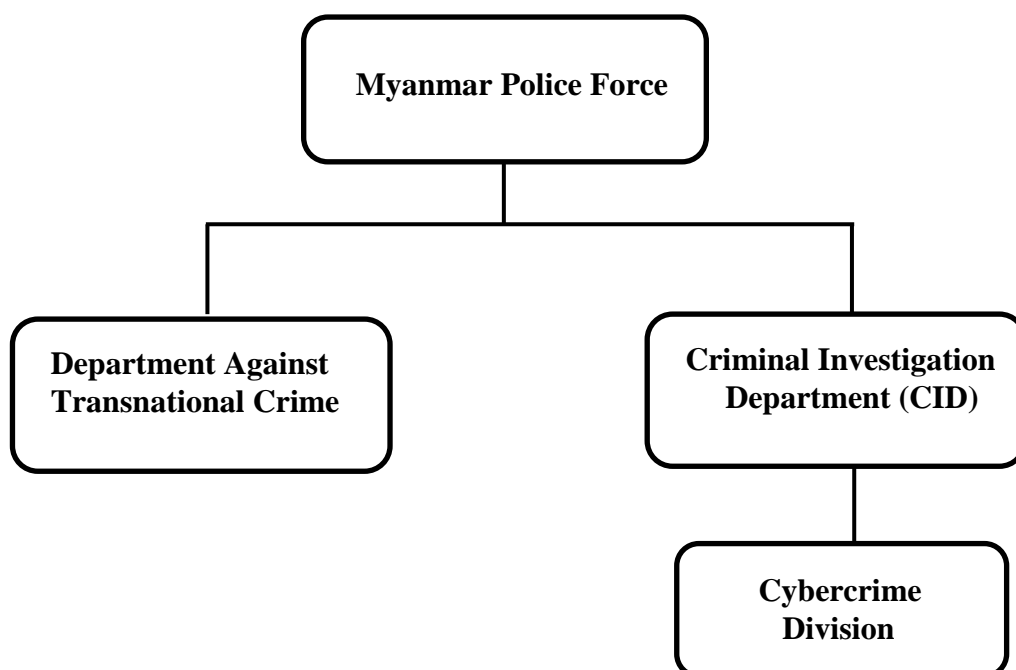 Myanmar Police Force
Department Against
Transnational Crime
Criminal Investigation
Department (CID)
Cybercrime
Division